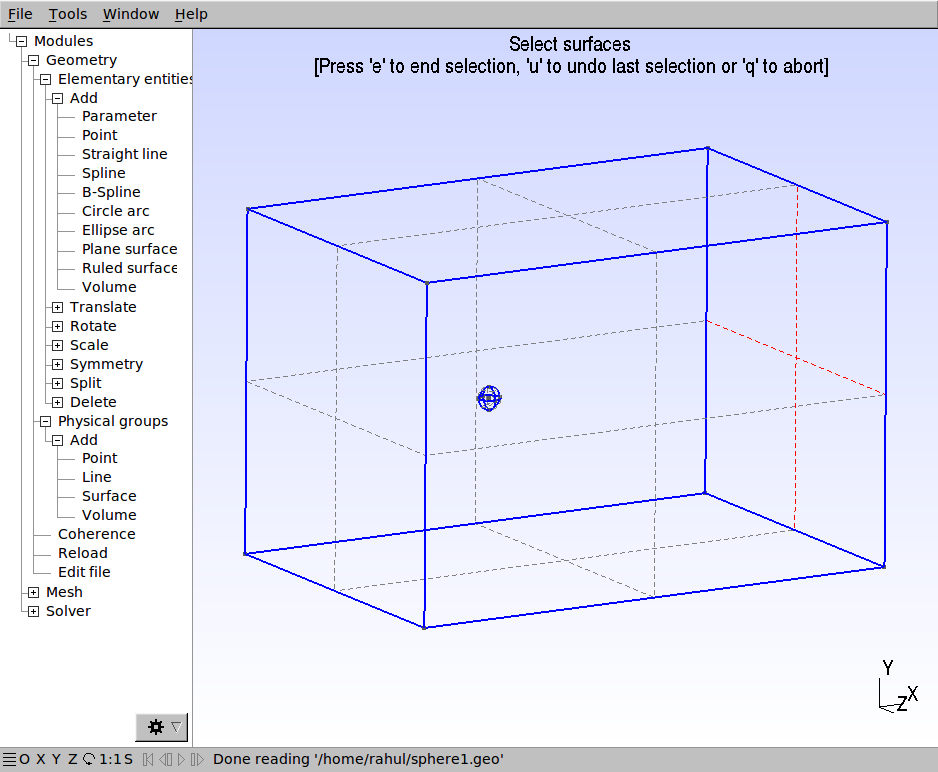 File Tools Window Help
Modules
Geometry
Elementary entities
Add
Parameter
Point
Straight line
Spline
B-Spline
Circle arc
Ellipse arc
Plane surface
Ruled surface
Volume
Translate
Rotate
Scale
Symmetry
Split
Delete
Physical groups
Add
Point
Line
Surface
Volume
Coherence
Reload
Edit file
Mesh
Solver
Select surfaces
[Press 'e' to end selection, 'u' to undo last selection or 'q' to abort]
Y
X
Z
O X Y Z 1:1 S Done reading '/home/rahul/sphere1.geo'